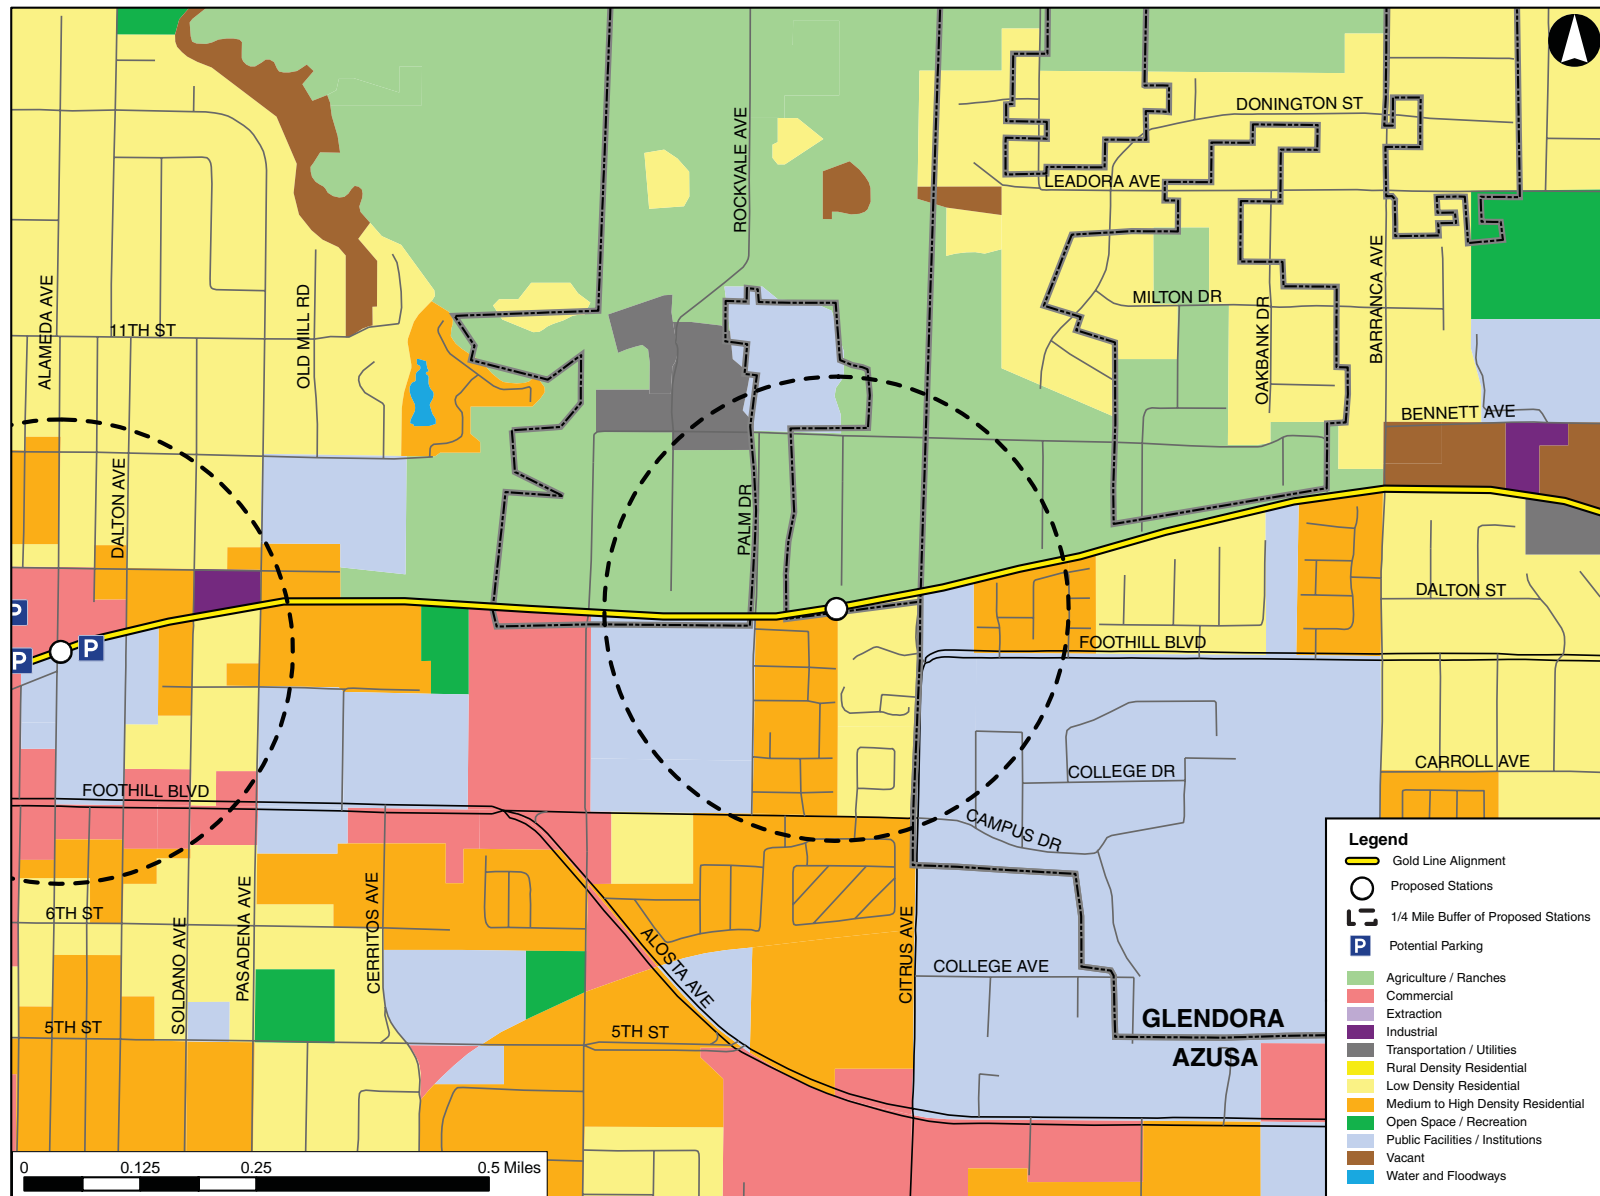 DONINGTON ST
ROCKVALE AVE
LEADORA AVE
ALAMEDA AVE
OLD MILL RD
11TH ST
MILTON DR
OAKBANK DR
BARRANCA AVE
BENNETT AVE
DALTON AVE
PALM DR
DALTON ST
P
P
P
FOOTHILL BLVD
FOOTHILL BLVD
COLLEGE DR
CARROLL AVE
CAMPUS DR
6TH ST
SOLDANO AVE
PASADENA AVE
CERRITOS AVE
ALOSTA AVE
CITRUS AVE
COLLEGE AVE
5TH ST
5TH ST
GLENDORA
AZUSA
Legend
Gold Line Alignment
Proposed Stations
1/4 Mile Buffer of Proposed Stations
P Potential Parking
Agriculture / Ranches
Commercial
Extraction
Industrial
Transportation / Utilities
Rural Density Residential
Low Density Residential
Medium to High Density Residential
Open Space / Recreation
Public Facilities / Institutions
Vacant
Water and Floodways
0 0.125 0.25 0.5 Miles